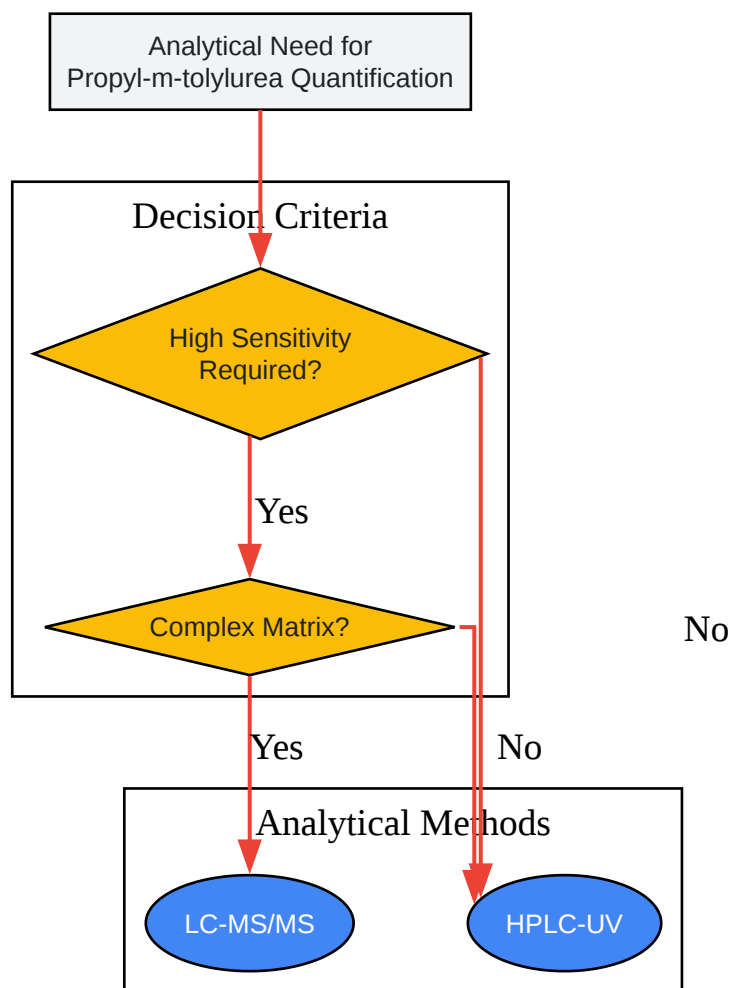 Analytical Need for
Propyl-m-tolylurea Quantification
Decision Criteria
High Sensitivity
Required?
Yes
Complex Matrix?
No
Yes
No
Analytical Methods
LC-MS/MS
HPLC-UV